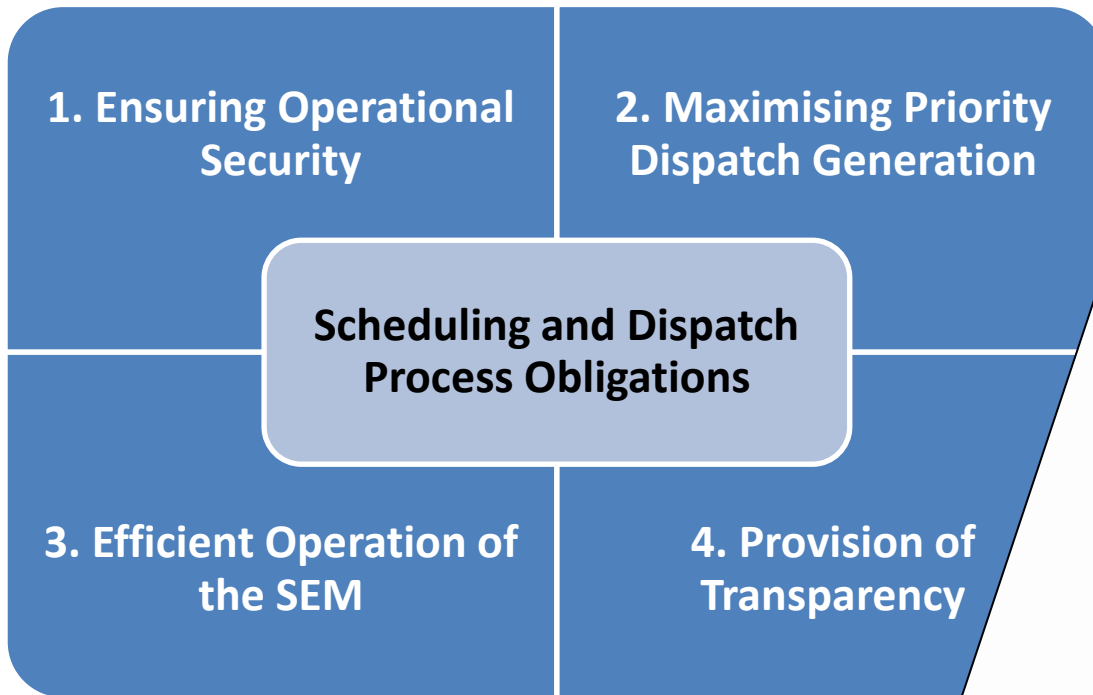 1. Ensuring Operational
Security
2. Maximising Priority
Dispatch Generation
Scheduling and Dispatch
Process Obligations
3. Efficient Operation of
the SEM
4. Provision of
Transparency